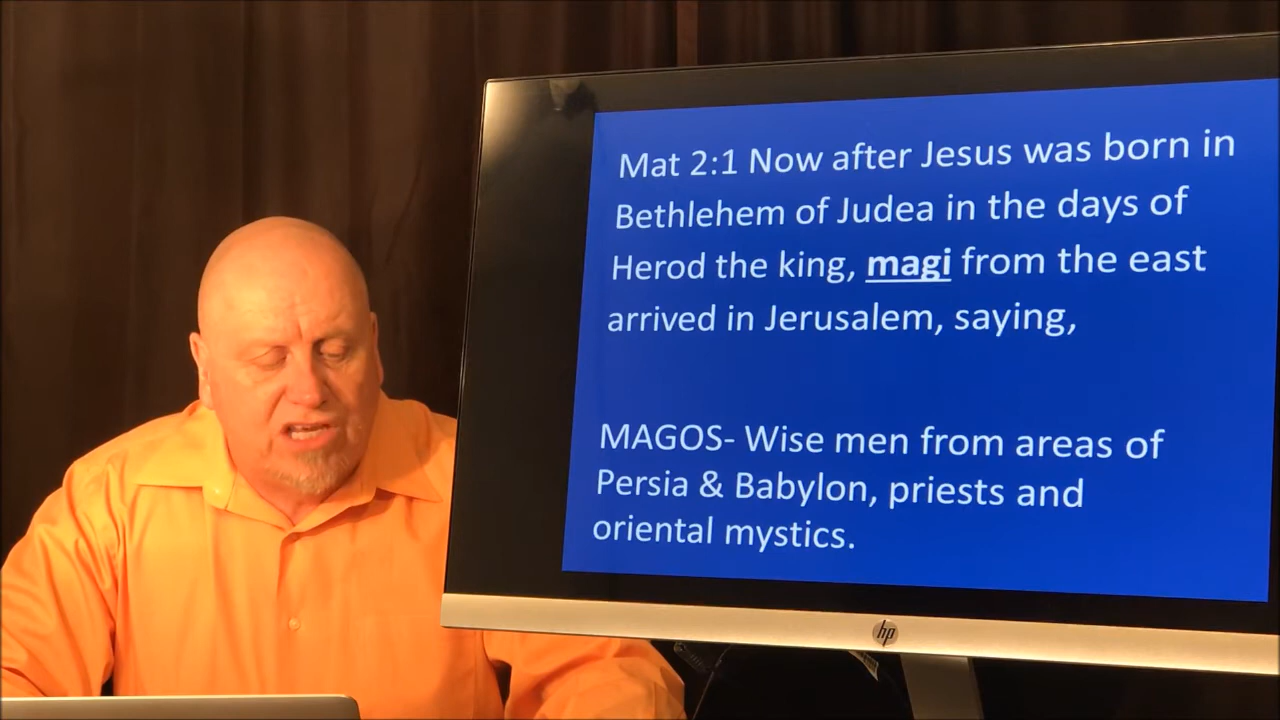 Mat 2:1 Now after Jesus was born in
Bethlehem of Judea in the days of
Herod the king, magi from the east
arrived in Jerusalem, saying,
MAGOS- Wise men from areas of
Persia & Babylon, priests and
oriental mystics.
hp